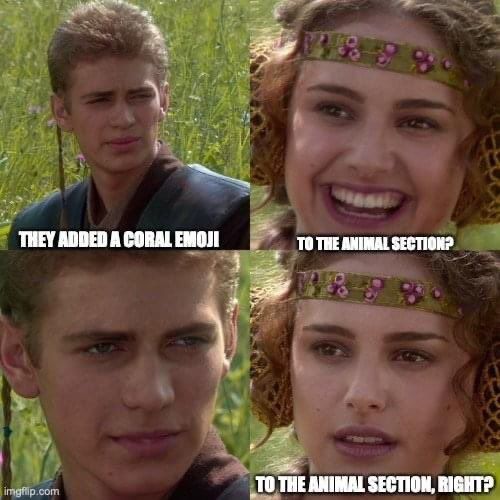 THEY ADDED A CORAL EMOJI
TO THE ANIMAL SECTION?
TO THE ANIMAL SECTION, RIGHT?
imgflip.com